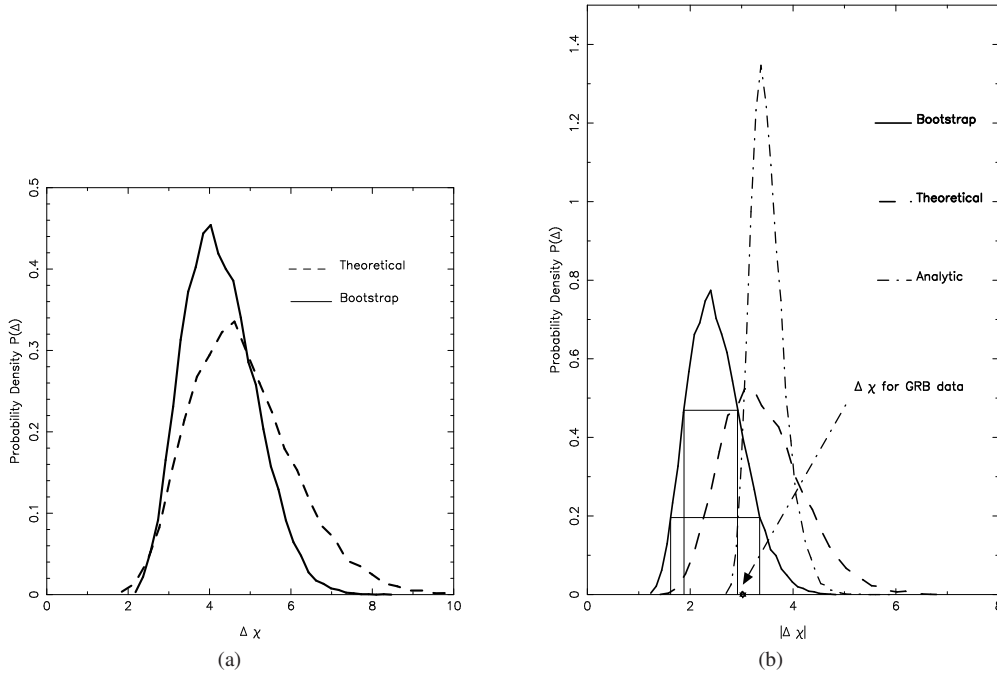 0.5
0.4
0.3
0.2
0.1
0
Probability Density P(Δ)
Theoretical
Bootstrap
0 2 4 6 8 10
Δ χ
(a)
1.4
1.2
1
0.8
0.6
0.4
0.2
0
Probability Density P(Δ)
Bootstrap
Theoretical
Analytic
Δ χ for GRB data
0 2 4 6 8
|Δ χ|
(b)